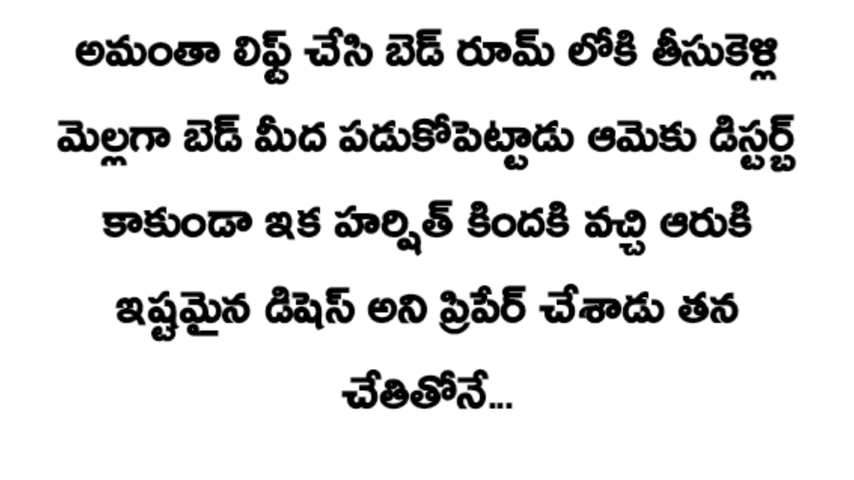 అమంతా లిఫ్ట్ చేసి బెడ్ రూమ్ లోకి తీసుకెళ్లి
మెల్లగా బెడ్ మీద పడుకోపెట్టాడు ఆమెకు డిస్టర్బ్
కాకుండా ఇక హర్షిత్ కిందకి వచ్చి ఆరుకి
ఇష్టమైన డిషెస్ అని ప్రిపేర్ చేశాడు తన
చేతితోనే...